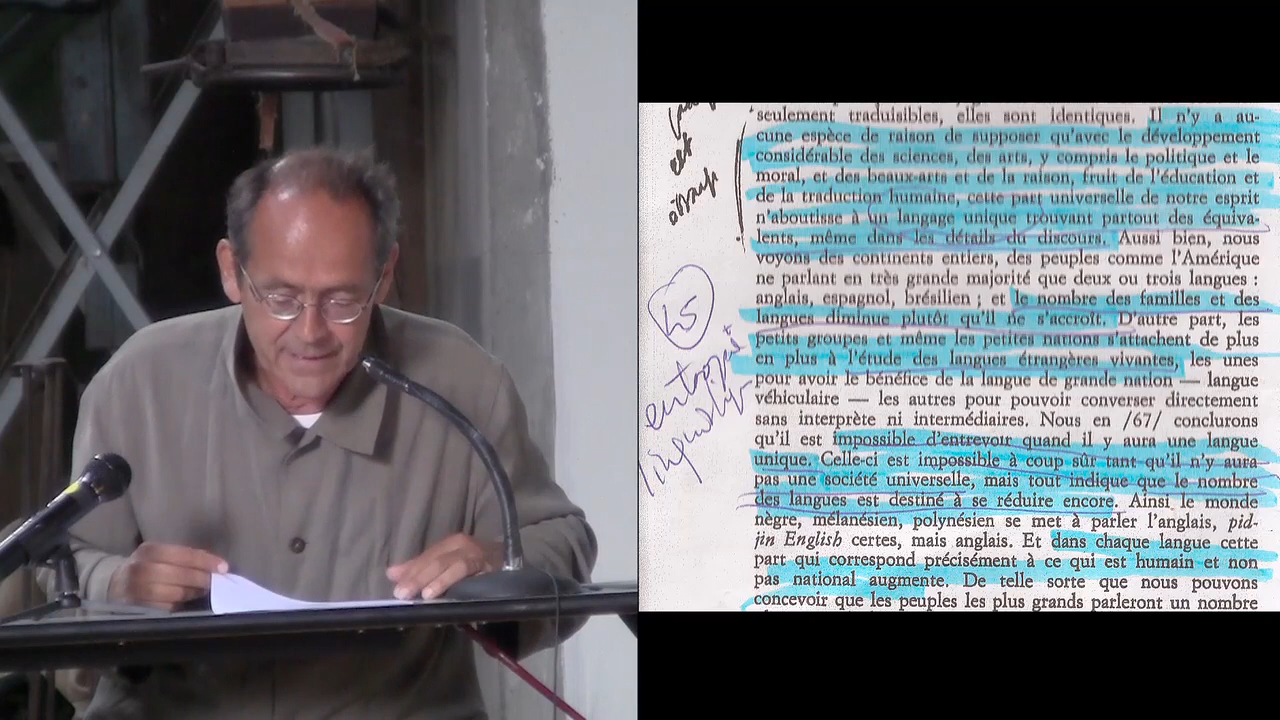 seulement traduisibles, elles sont identiques. Il n'y a au-
cune espèce de raison de supposer qu'avec le développement
considérable des sciences, des arts, y compris le politique et le
moral, et des beaux-arts et de la raison, fruit de l'éducation et
de la traduction humaine, cette part universelle de notre esprit
n'aboutisse à un langage unique trouvant partout des équiva-
lents, même dans les détails du discours. Aussi bien, nous
voyons des continents entiers, des peuples comme l'Amérique
ne parlant en très grande majorité que deux ou trois langues :
anglais, espagnol, brésilien ; et le nombre des familles et des
langues diminue plutôt qu'il ne s'accroît. D'autre part, les
petits groupes et même les petites nations s'attachent de plus
en plus à l'étude des langues étrangères vivantes, les unes
pour avoir le bénéfice de la langue de grande nation — langue
véhiculaire — les autres pour pouvoir converser directement
sans interprète ni intermédiaires. Nous en /67/ conclurons
qu'il est impossible d'entrevoir quand il y aura une langue
unique. Celle-ci est impossible à coup sûr tant qu'il n'y aura
pas une société universelle, mais tout indique que le nombre
des langues est destiné à se réduire encore. Ainsi le monde
nègre, mélanésien, polynésien se met à parler l'anglais, pid-
jin English certes, mais anglais. Et dans chaque langue cette
part qui correspond précisément à ce qui est humain et non
pas national augmente. De telle sorte que nous pouvons
concevoir que les peuples les plus grands parleront un nombre
est